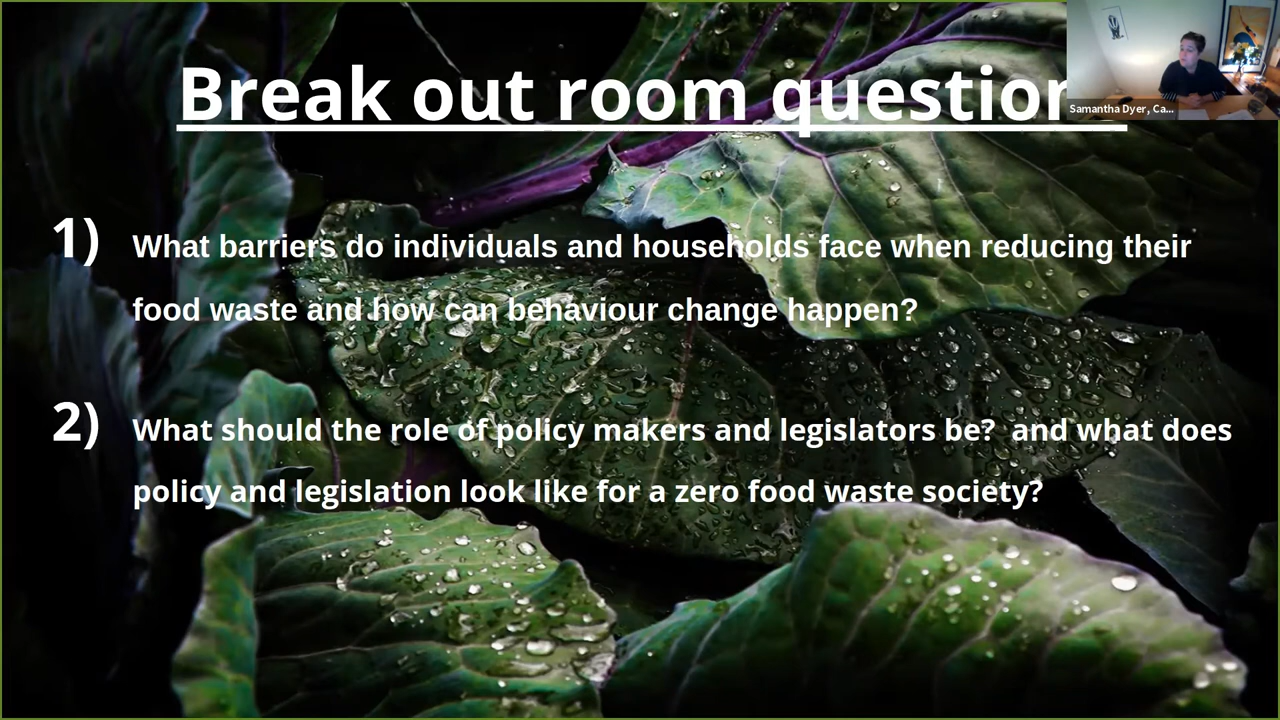 Break out room question
Samantha Dyer, Ca...
1) What barriers do individuals and households face when reducing their
food waste and how can behaviour change happen?
2) What should the role of policy makers and legislators be?  and what does
policy and legislation look like for a zero food waste society?